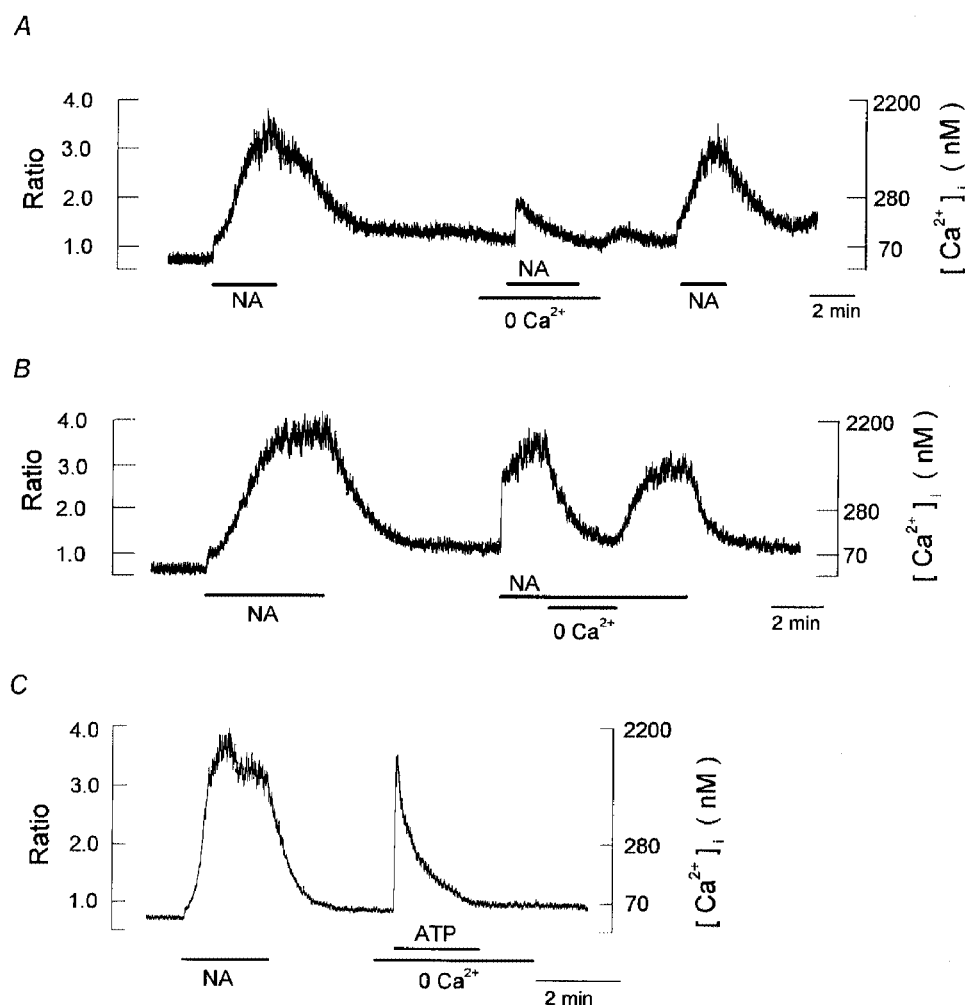 A
Ratio
4.0
3.0
2.0
1.0
2200
280
70
[ Ca²⁺ ]ᵢ ( nM )
NA
NA
NA
0 Ca²⁺
2 min
B
Ratio
4.0
3.0
2.0
1.0
2200
280
70
[ Ca²⁺ ]ᵢ ( nM )
NA
NA
0 Ca²⁺
2 min
C
Ratio
4.0
3.0
2.0
1.0
2200
280
70
[ Ca²⁺ ]ᵢ ( nM )
ATP
NA
0 Ca²⁺
2 min